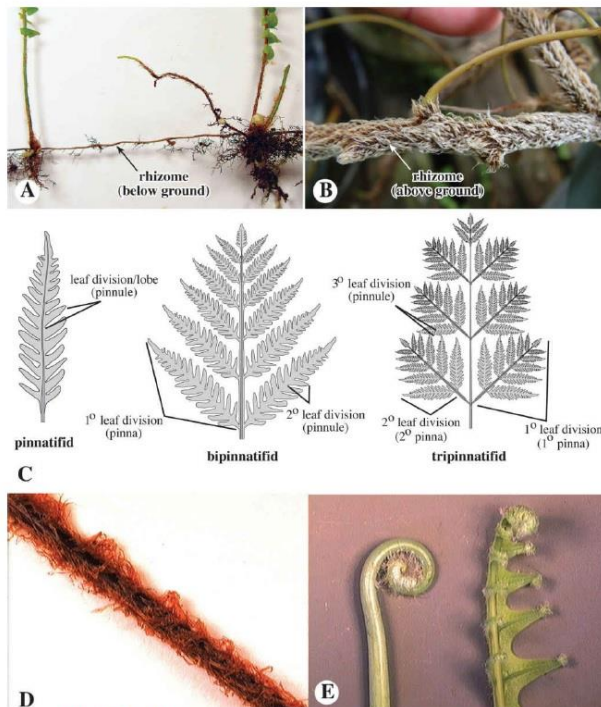 rhizome
(below ground)
A
rhizome
(above ground)
B
leaf division/lobe
(pinnule)
pinnatifid
1° leaf division
(pinna)
2° leaf division
(pinnule)
bipinnatifid
3° leaf division
(pinnule)
2° leaf division
(2° pinna)
1° leaf division
(1° pinna)
tripinnatifid
C
D
E